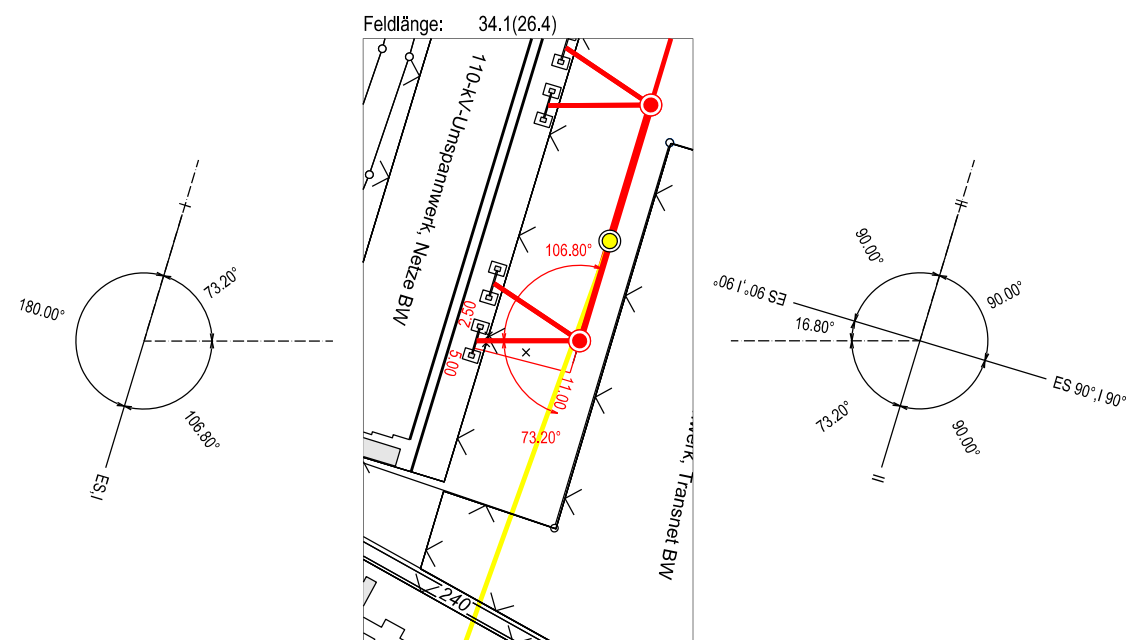 Feldlänge: 34.1(26.4)
110-kV-Umspannwerk, Netze BW
I
73.20°
180.00°
106.80°
ES,I
106.80°
2.50
5.00
11.00
73.20°
Transnet BW
240
II
90.00°
90.00°
ES 90°,I 90°
16.80°
ES 90°,I 90°
73.20°
90.00°
II